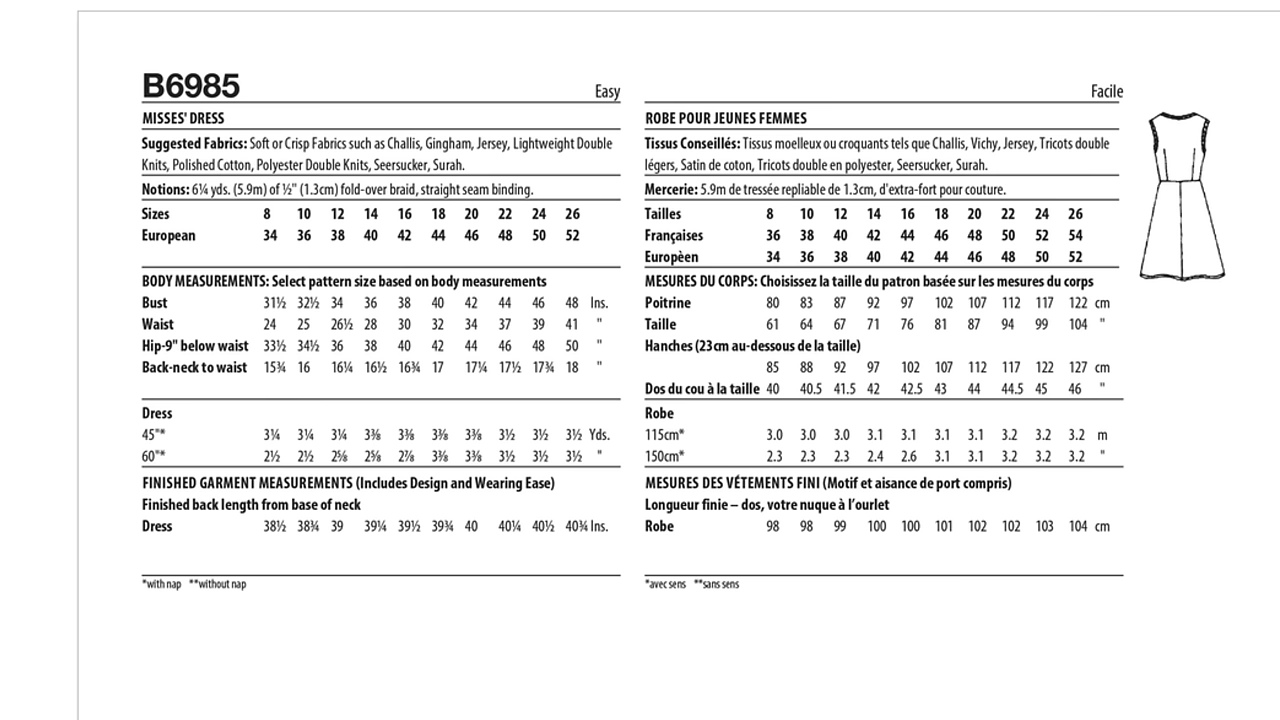 B6985
Easy
MISSES' DRESS
Suggested Fabrics: Soft or Crisp Fabrics such as Challis, Gingham, Jersey, Lightweight Double
Knits, Polished Cotton, Polyester Double Knits, Seersucker, Surah.
Notions: 6¼ yds. (5.9m) of ½" (1.3cm) fold-over braid, straight seam binding.
Sizes 8 10 12 14 16 18 20 22 24 26
European 34 36 38 40 42 44 46 48 50 52
BODY MEASUREMENTS: Select pattern size based on body measurements
Bust 31½ 32½ 34 36 38 40 42 44 46 48 Ins.
Waist 24 25 26½ 28 30 32 34 37 39 41 "
Hip-9" below waist 33½ 34½ 36 38 40 42 44 46 48 50 "
Back-neck to waist 15¾ 16 16¼ 16½ 16¾ 17 17¼ 17½ 17¾ 18 "
Dress
45"* 3¼ 3¼ 3¼ 3⅜ 3⅜ 3⅜ 3⅜ 3½ 3½ 3½ Yds.
60"* 2½ 2½ 2⅝ 2⅝ 2⅞ 3⅜ 3⅜ 3½ 3½ 3½ "
FINISHED GARMENT MEASUREMENTS (Includes Design and Wearing Ease)
Finished back length from base of neck
Dress 38½ 38¾ 39 39¼ 39½ 39¾ 40 40¼ 40½ 40¾ Ins.
*with nap **without nap
Facile
ROBE POUR JEUNES FEMMES
Tissus Conseillés: Tissus moelleux ou croquants tels que Challis, Vichy, Jersey, Tricots double
légers, Satin de coton, Tricots double en polyester, Seersucker, Surah.
Mercerie: 5.9m de tressée repliable de 1.3cm, d'extra-fort pour couture.
Tailles 8 10 12 14 16 18 20 22 24 26
Françaises 36 38 40 42 44 46 48 50 52 54
Europèen 34 36 38 40 42 44 46 48 50 52
MESURES DU CORPS: Choisissez la taille du patron basée sur les mesures du corps
Poitrine 80 83 87 92 97 102 107 112 117 122 cm
Taille 61 64 67 71 76 81 87 94 99 104 "
Hanches (23cm au-dessous de la taille)
85 88 92 97 102 107 112 117 122 127 cm
Dos du cou à la taille 40 40.5 41.5 42 42.5 43 44 44.5 45 46 "
Robe
115cm* 3.0 3.0 3.0 3.1 3.1 3.1 3.1 3.2 3.2 3.2 m
150cm* 2.3 2.3 2.3 2.4 2.6 3.1 3.1 3.2 3.2 3.2 "
MESURES DES VÉTEMENTS FINI (Motif et aisance de port compris)
Longueur finie – dos, votre nuque à l'ourlet
Robe 98 98 99 100 100 101 102 102 103 104 cm
*avec sens **sans sens